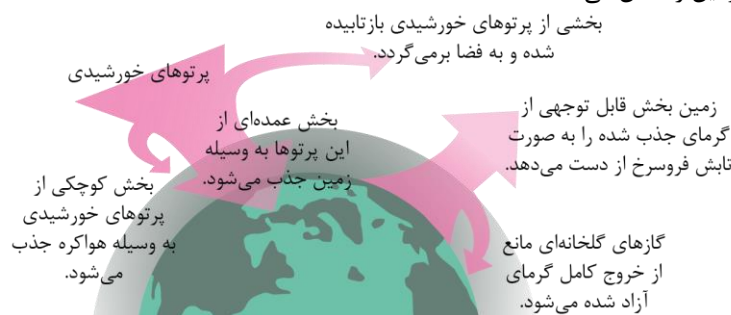 بخشی از پرتوهای خورشیدی بازتابیده
شده و به فضا برمی‌گردد.
پرتوهای خورشیدی
زمین بخش قابل توجهی از
گرمای جذب شده را به صورت
تابش فروسرخ از دست می‌دهد.
بخش عمده‌ای از
این پرتوها به وسیله
زمین جذب می‌شود.
بخش کوچکی از
پرتوهای خورشیدی
به وسیله هواکره جذب
می‌شود.
گازهای گلخانه‌ای مانع
از خروج کامل گرمای
آزاد شده می‌شود.